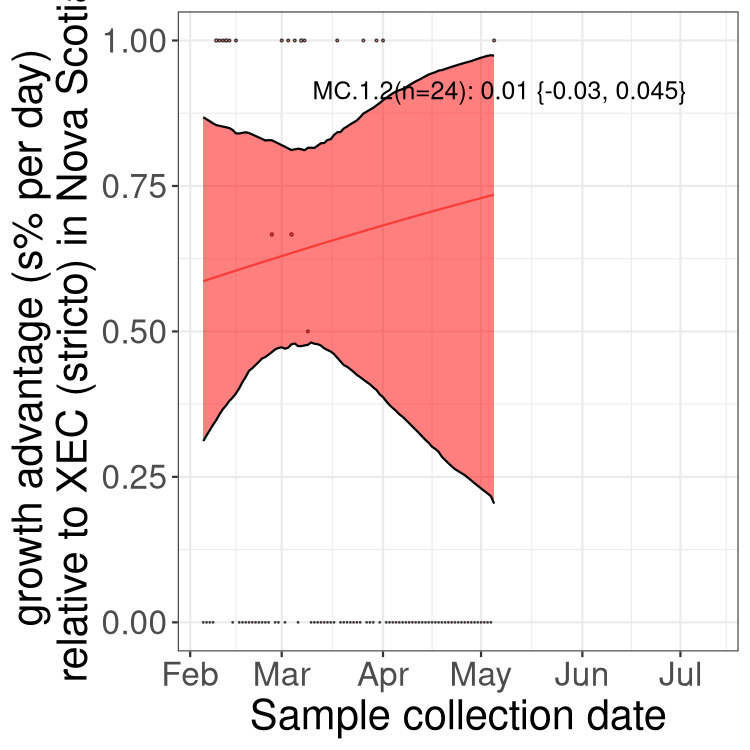 growth advantage (s% per day)
relative to XEC (stricto) in Nova Scotia
1.00
0.75
0.50
0.25
0.00
MC.1.2(n=24): 0.01 {-0.03, 0.045}
Feb Mar Apr May Jun Jul
Sample collection date